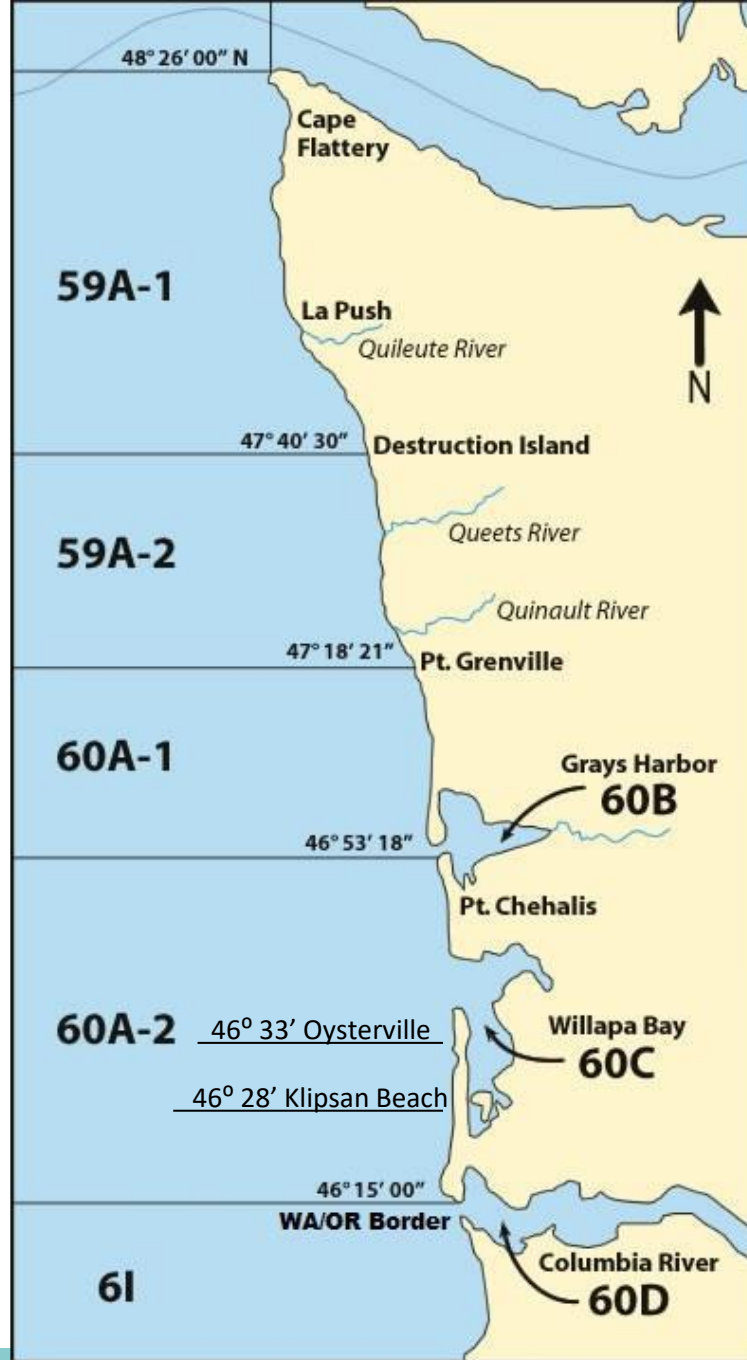 48° 26′ 00″ N
Cape
Flattery
59A-1
La Push
Quileute River
N
47° 40′ 30″
Destruction Island
Queets River
59A-2
Quinault River
47° 18′ 21″
Pt. Grenville
60A-1
Grays Harbor
60B
46° 53′ 18″
Pt. Chehalis
60A-2
46⁰ 33’ Oysterville
Willapa Bay
60C
46⁰ 28’ Klipsan Beach
46° 15′ 00″
WA/OR Border
Columbia River
6I
60D